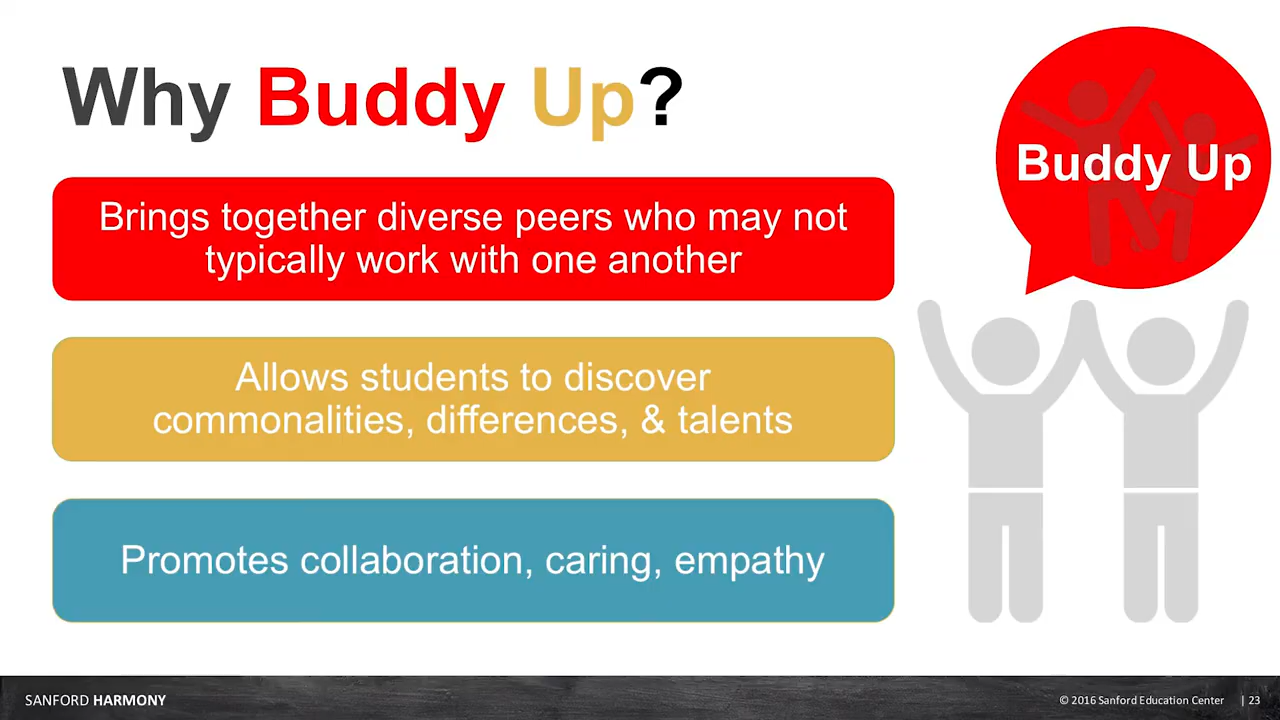 Why Buddy Up?
Buddy Up
Brings together diverse peers who may not
typically work with one another
Allows students to discover
commonalities, differences, & talents
Promotes collaboration, caring, empathy
SANFORD HARMONY
© 2016 Sanford Education Center | 23